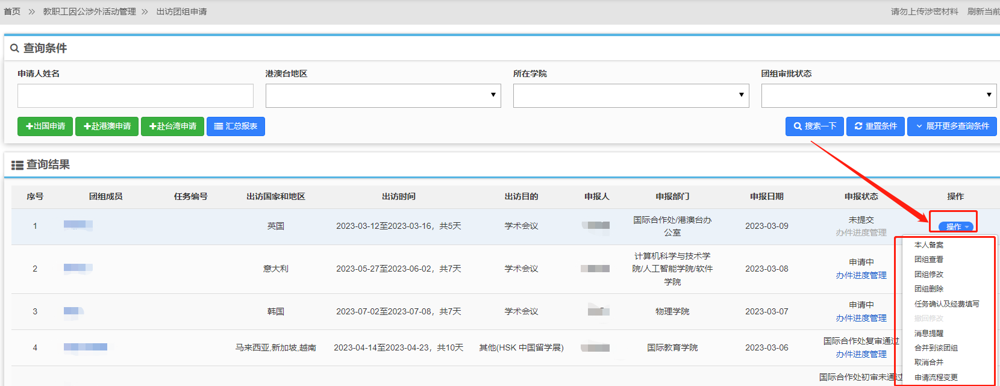 首页 >> 教职工因公涉外活动管理 >> 出访团组申请 请勿上传涉密材料 刷新当前
查询条件
申请人姓名 港澳台地区 所在学院 团组审批状态
出国申请 赴港澳申请 赴台湾申请 汇总报表 搜索一下 重置条件 展开更多查询条件
查询结果
序号 团组成员 任务编号 出访国家和地区 出访时间 出访目的 申报人 申报部门 申报日期 申报状态 操作
1 英国 2023-03-12至2023-03-16，共5天 学术会议 国际合作处/港澳台办 2023-03-09 未提交 操作
公室 办件进度管理
本人备案
团组查看
团组修改
团组删除
任务确认及经费填写
撤回修改
消息提醒
合并到该团组
取消合并
申请流程变更
2 意大利 2023-05-27至2023-06-02，共7天 学术会议 计算机科学与技术学 2023-03-08 申请中
院/人工智能学院/软件 办件进度管理
学院
3 韩国 2023-07-02至2023-07-08，共7天 学术会议 物理学院 2023-03-07 申请中
办件进度管理
4 马来西亚,新加坡,越南 2023-04-14至2023-04-23，共10天 其他(HSK 中国留学展) 国际教育学院 2023-03-06 国际合作处复审通过
办件进度管理
国际合作处初审未通过